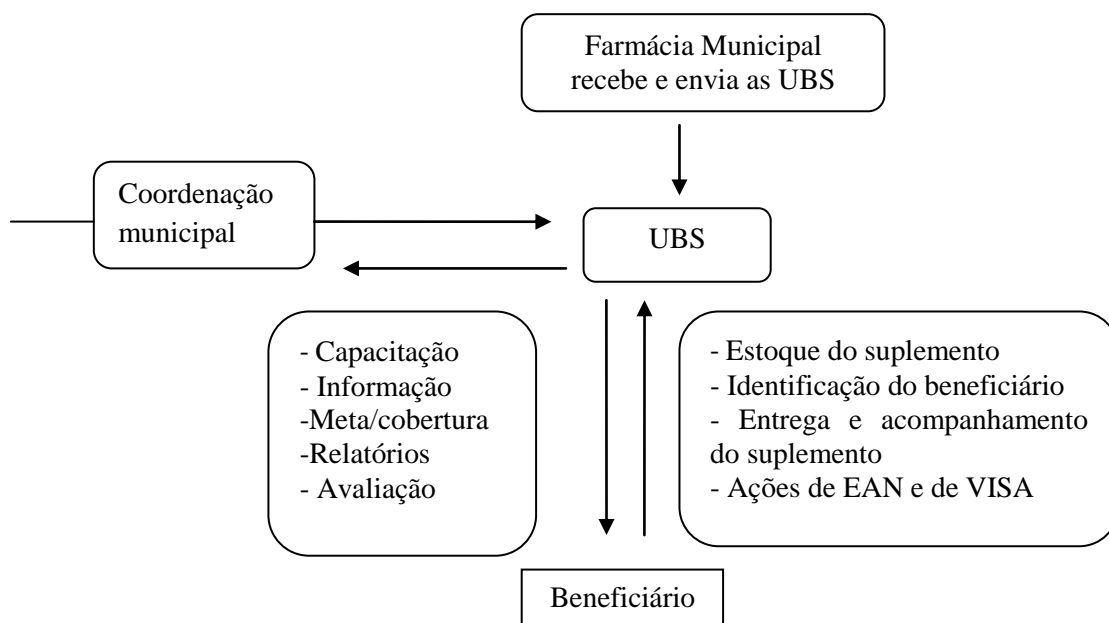 Farmácia Municipal
recebe e envia as UBS
Coordenação
municipal
UBS
- Capacitação
- Informação
-Meta/cobertura
-Relatórios
- Avaliação
- Estoque do suplemento
- Identificação do beneficiário
- Entrega e acompanhamento
do suplemento
- Ações de EAN e de VISA
Beneficiário